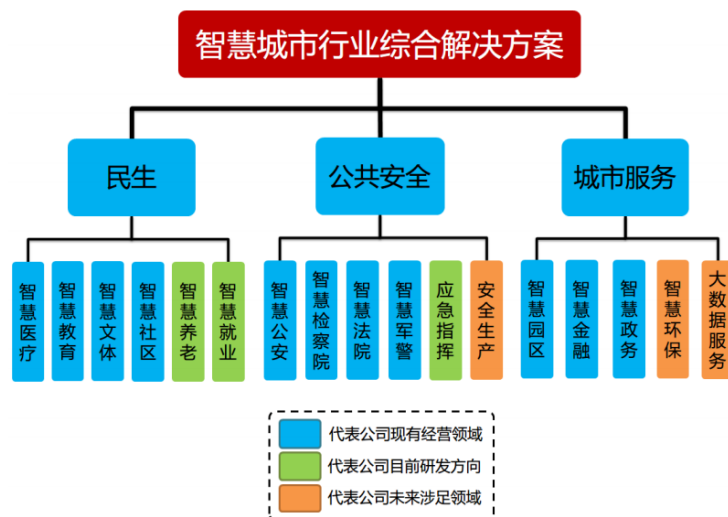 智慧城市行业综合解决方案
民生
公共安全
城市服务
智慧医疗
智慧教育
智慧文体
智慧社区
智慧养老
智慧就业
智慧公安
智慧检察院
智慧法院
智慧军警
应急指挥
安全生产
智慧园区
智慧金融
智慧政务
智慧环保
大数据服务
代表公司现有经营领域
代表公司目前研发方向
代表公司未来涉足领域